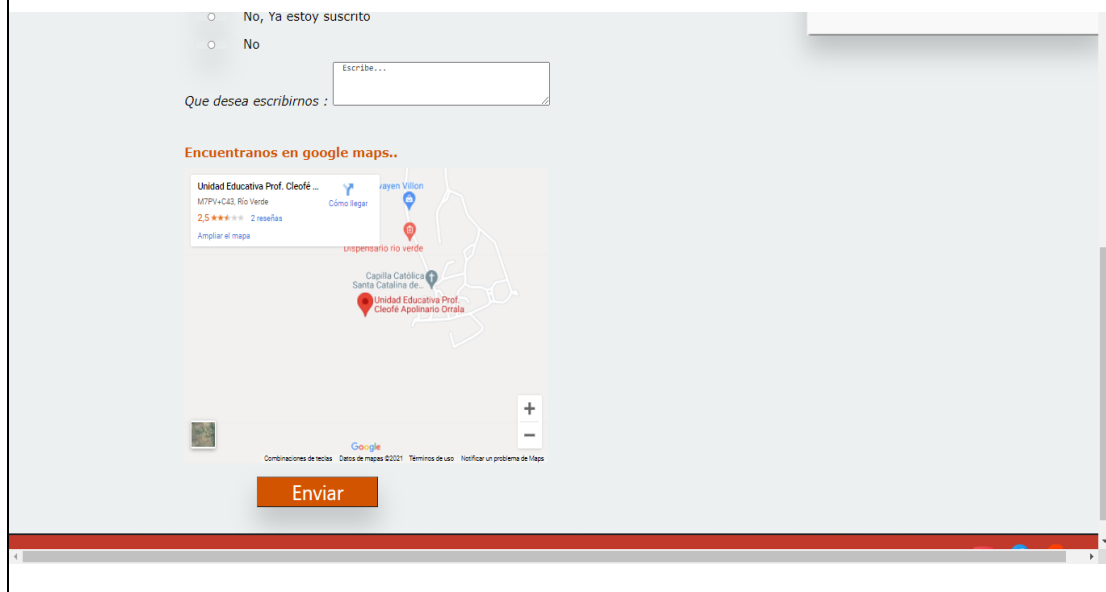 No, Ya estoy suscrito
No
Escribe...
Que desea escribirnos :
Encuentranos en google maps..
Unidad Educativa Prof. Cleofé ...
M7PV+C43, Río Verde
2,5
2 reseñas
Ampliar el mapa
Cómo llegar
vayen Villon
Dispensario rio verde
Capilla Católica
Santa Catalina de...
Unidad Educativa Prof.
Cleofé Apolinario Orrala
+
−
Google
Combinaciones de teclas Datos de mapas ©2021 Términos de uso Notificar un problema de Maps
Enviar